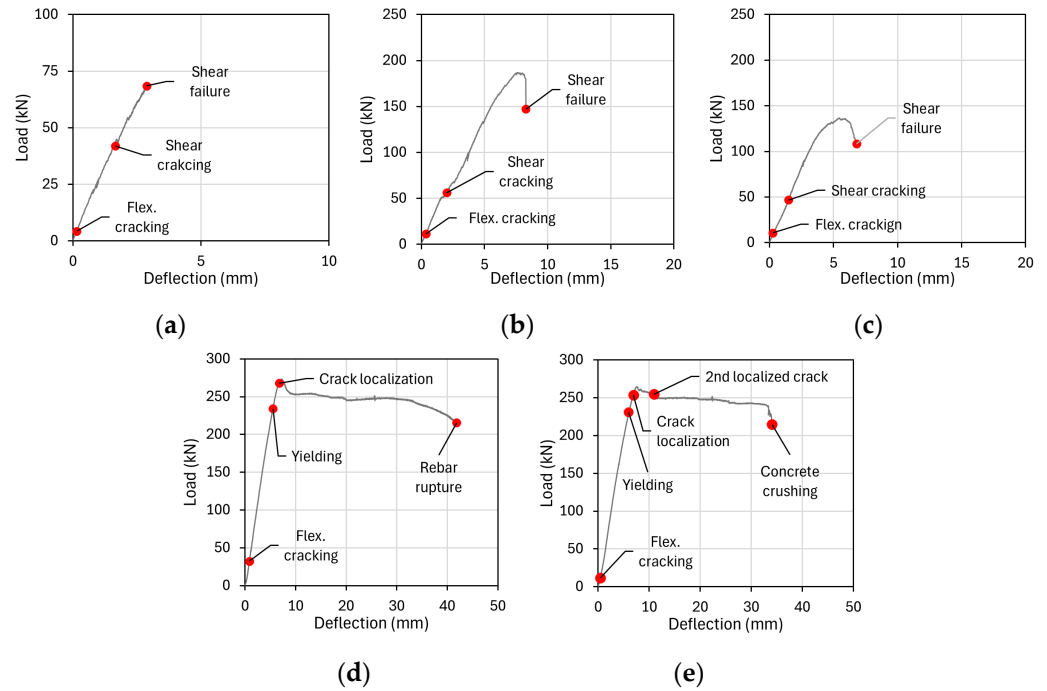 100
75
50
25
0
Load (kN)
Shear
failure
Shear
crakcing
Flex.
cracking
0
5
10
Deflection (mm)
(a)
250
200
150
100
50
0
Load (kN)
Shear
failure
Shear
cracking
Flex. cracking
0
5
10
15
20
Deflection (mm)
(b)
250
200
150
100
50
0
Load (kN)
Shear
failure
Shear cracking
Flex. crackign
0
5
10
15
20
Deflection (mm)
(c)
300
250
200
150
100
50
0
Load (kN)
Crack localization
Yielding
Rebar
rupture
Flex.
cracking
0
10
20
30
40
50
Deflection (mm)
(d)
300
250
200
150
100
50
0
Load (kN)
2nd localized crack
Crack
localization
Yielding
Concrete
crushing
Flex.
cracking
0
10
20
30
40
50
Deflection (mm)
(e)